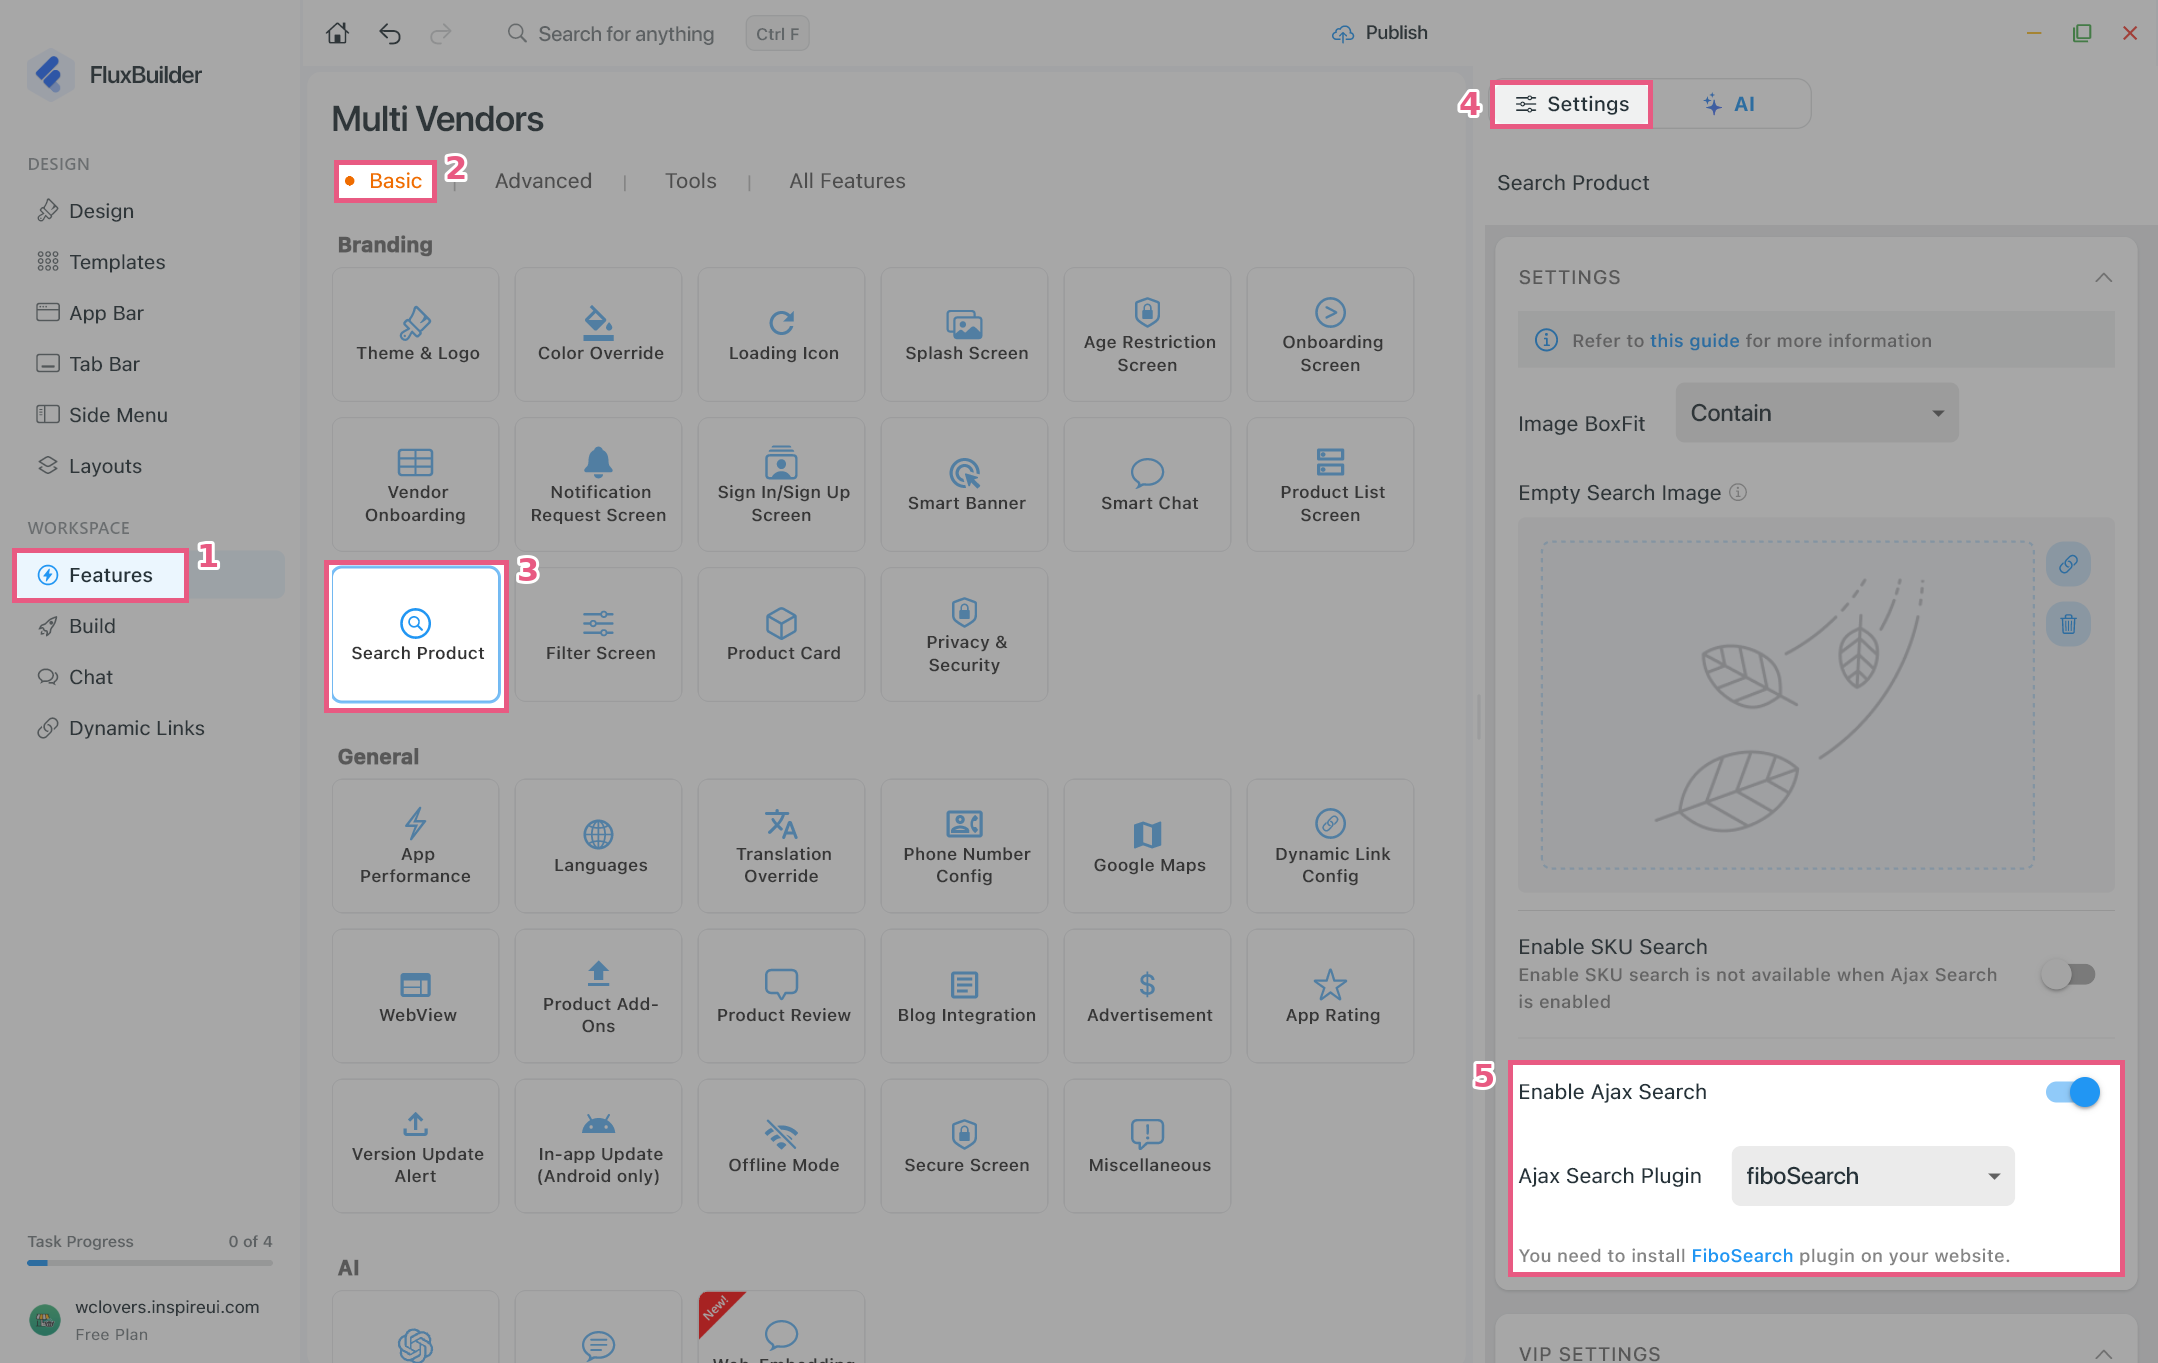 FluxBuilder
DESIGN
Design
Templates
App Bar
Tab Bar
Side Menu
Layouts
WORKSPACE
Features
1
Build
Chat
Dynamic Links
Task Progress
0 of 4
wclovers.inspireui.com
Free Plan
Search for anything
Ctrl F
Publish
Multi Vendors
Basic
2
Advanced
Tools
All Features
Branding
Theme & Logo
Color Override
Loading Icon
Splash Screen
Age Restriction
Screen
Onboarding
Screen
Vendor
Onboarding
Notification
Request Screen
Sign In/Sign Up
Screen
Smart Banner
Smart Chat
Product List
Screen
Search Product
3
Filter Screen
Product Card
Privacy &
Security
General
App
Performance
Languages
Translation
Override
Phone Number
Config
Google Maps
Dynamic Link
Config
WebView
Product Add-
Ons
Product Review
Blog Integration
Advertisement
App Rating
Version Update
Alert
In-app Update
(Android only)
Offline Mode
Secure Screen
Miscellaneous
AI
New!
Web Embedding
4
Settings
AI
Search Product
SETTINGS
Refer to this guide for more information
Image BoxFit
Contain
Empty Search Image
Enable SKU Search
Enable SKU search is not available when Ajax Search
is enabled
5
Enable Ajax Search
Ajax Search Plugin
fiboSearch
You need to install FiboSearch plugin on your website.
VIP SETTINGS